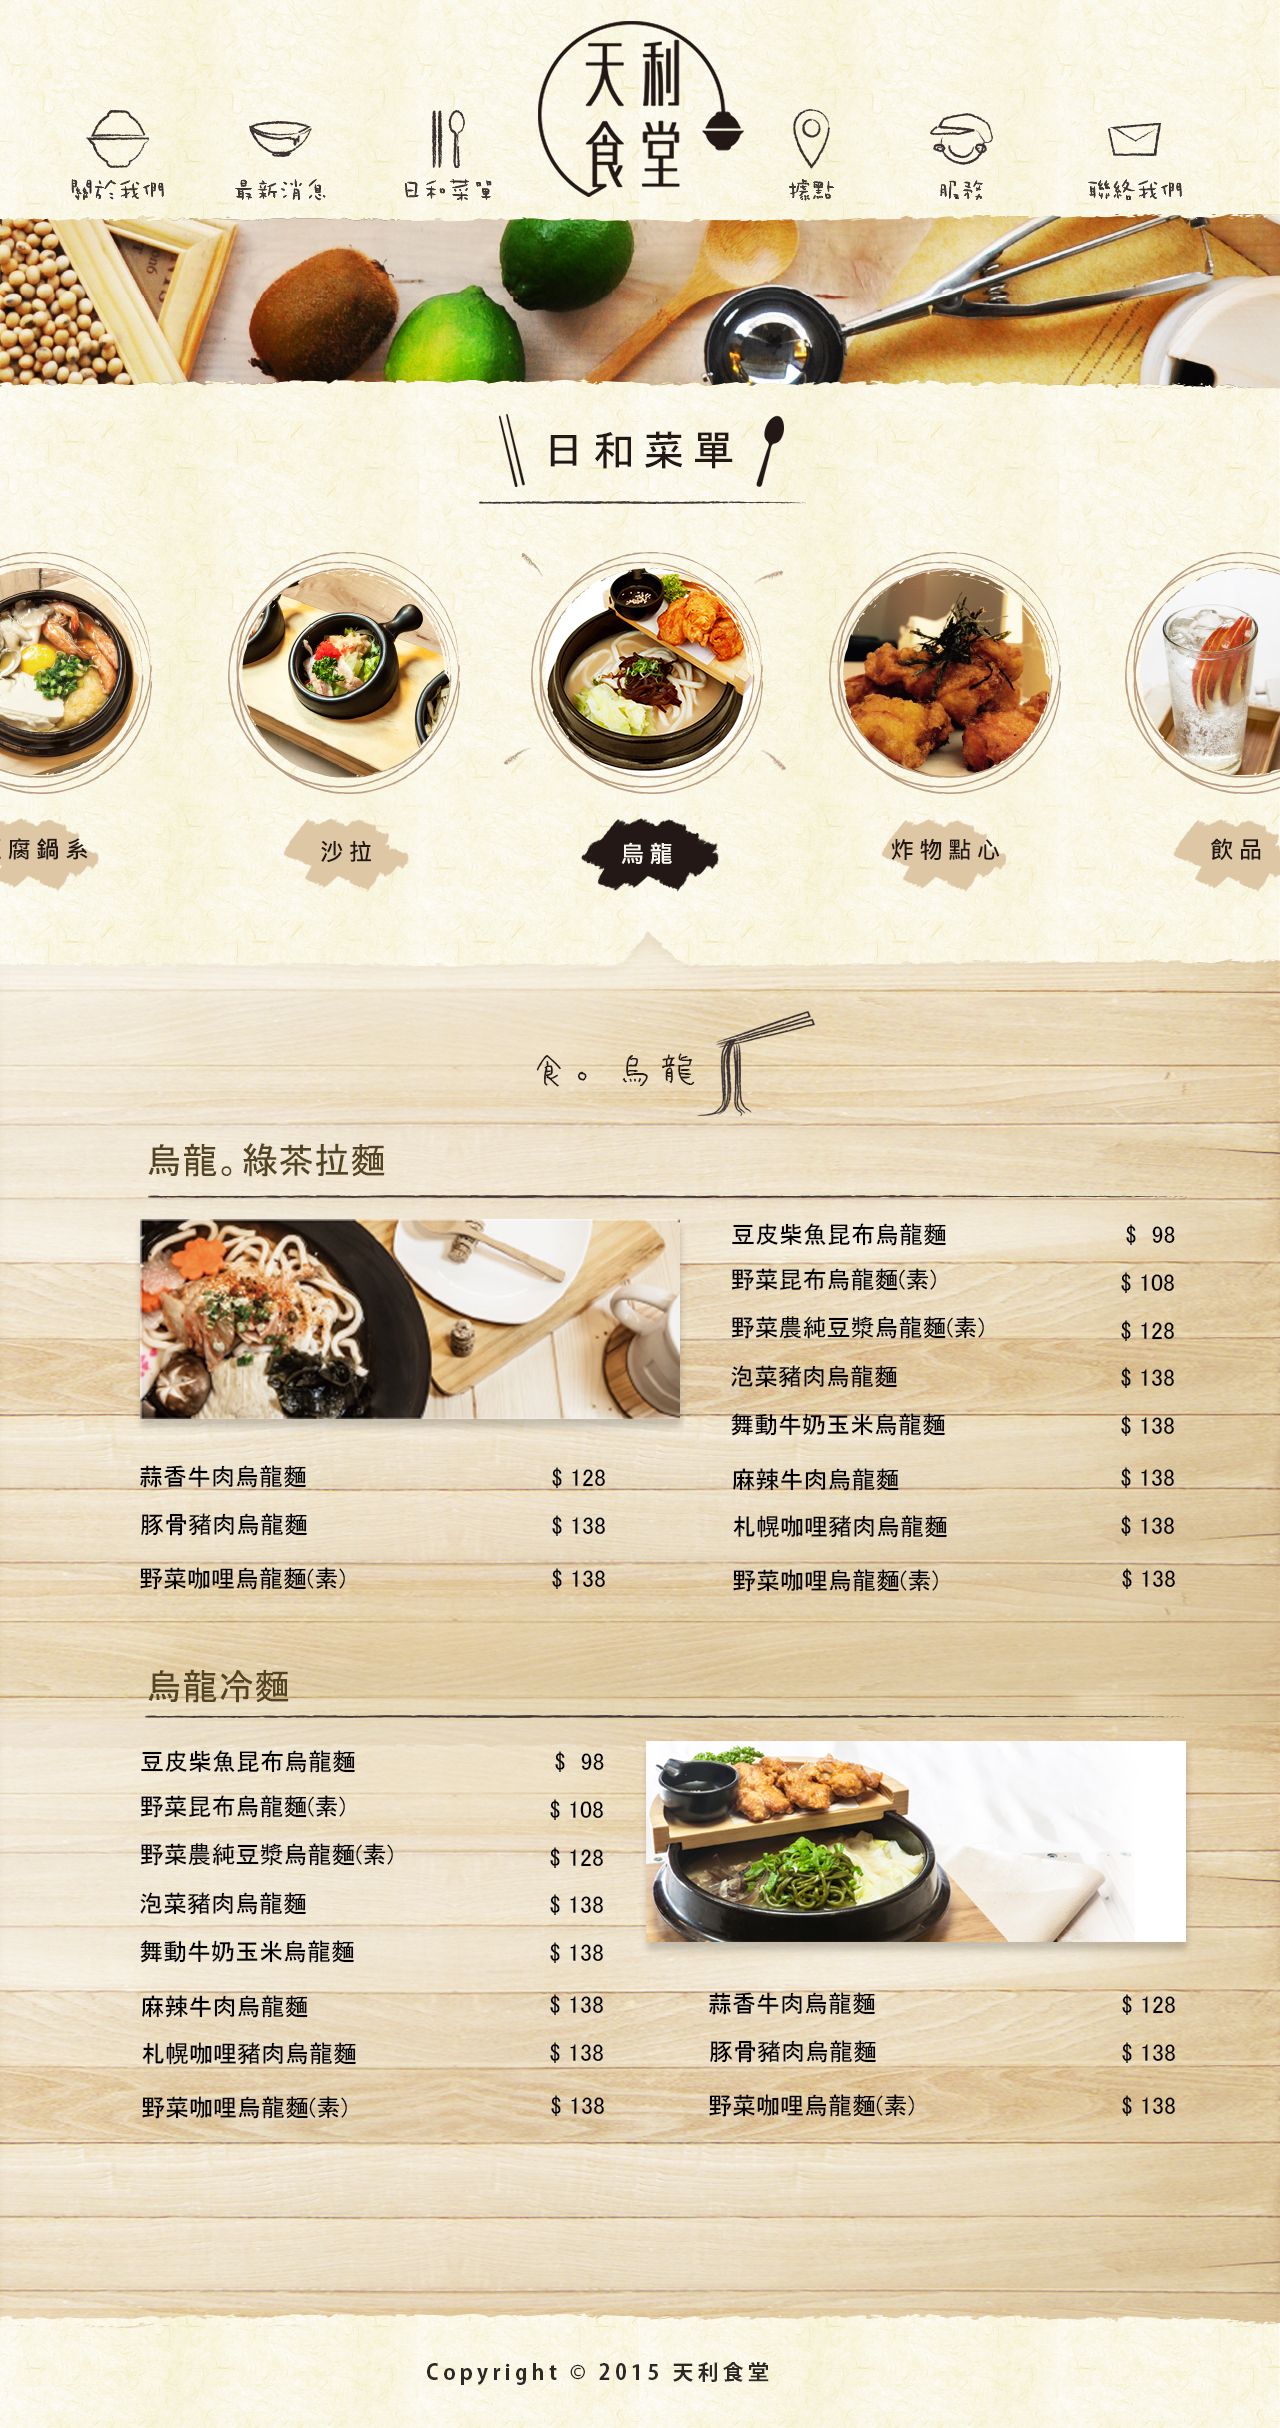 天利
食堂
關於我們
最新消息
日和菜單
據點
服務
聯絡我們
日和菜單
腐鍋系
沙拉
烏龍
炸物點心
飲品
食。烏龍
烏龍。綠茶拉麵
豆皮柴魚昆布烏龍麵 $ 98
野菜昆布烏龍麵(素) $ 108
野菜農純豆漿烏龍麵(素) $ 128
泡菜豬肉烏龍麵 $ 138
舞動牛奶玉米烏龍麵 $ 138
蒜香牛肉烏龍麵 $ 128
麻辣牛肉烏龍麵 $ 138
豚骨豬肉烏龍麵 $ 138
札幌咖哩豬肉烏龍麵 $ 138
野菜咖哩烏龍麵(素) $ 138
野菜咖哩烏龍麵(素) $ 138
烏龍冷麵
豆皮柴魚昆布烏龍麵 $ 98
野菜昆布烏龍麵(素) $ 108
野菜農純豆漿烏龍麵(素) $ 128
泡菜豬肉烏龍麵 $ 138
舞動牛奶玉米烏龍麵 $ 138
麻辣牛肉烏龍麵 $ 138
札幌咖哩豬肉烏龍麵 $ 138
野菜咖哩烏龍麵(素) $ 138
蒜香牛肉烏龍麵 $ 128
豚骨豬肉烏龍麵 $ 138
野菜咖哩烏龍麵(素) $ 138
Copyright © 2015 天利食堂